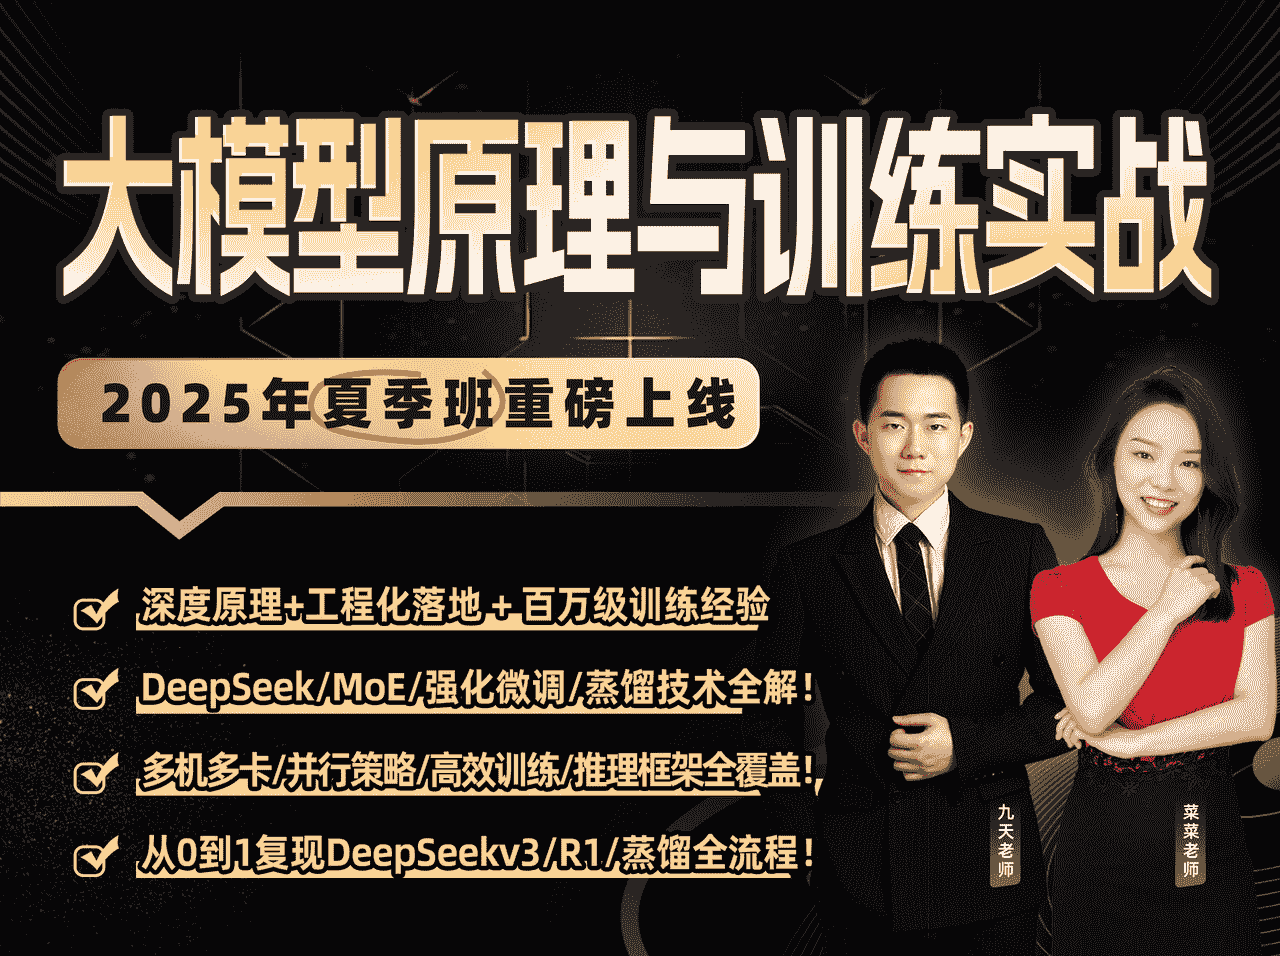 大模型原理与训练实战
2025年夏季班重磅上线
深度原理+工程化落地 + 百万级训练经验
DeepSeek/MoE/强化微调/蒸馏技术全解!
多机多卡/并行策略/高效训练/推理框架全覆盖!,
从0到1复现DeepSeekv3/R1/蒸馏全流程!
九天老师
菜菜老师